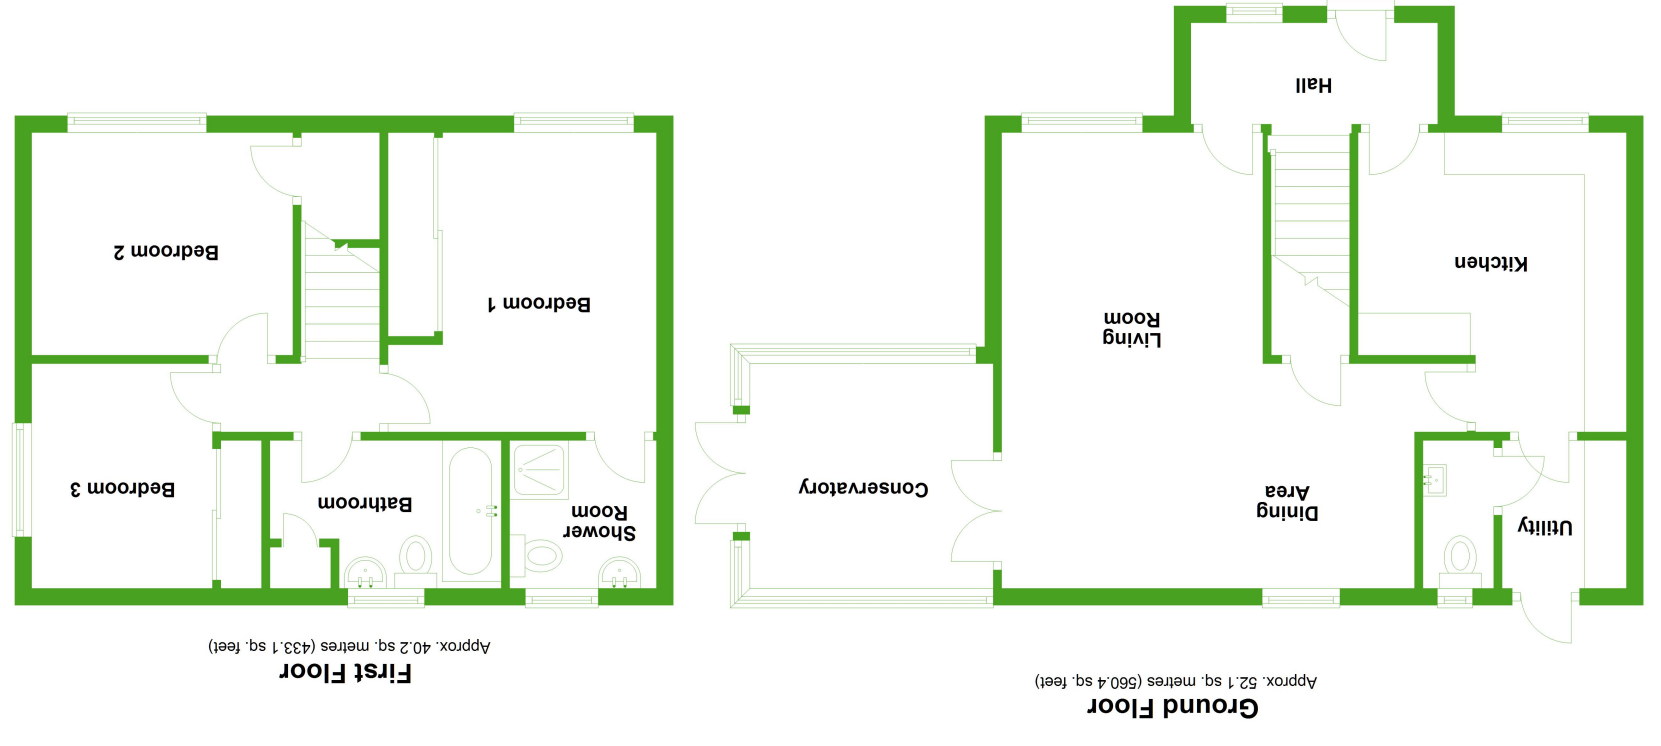 Ground Floor
Approx. 52.1 sq. metres (560.4 sq. feet)
Utility
Dining
Area
Conservatory
Living
Room
Kitchen
Hall
First Floor
Approx. 40.2 sq. metres (433.1 sq. feet)
Shower
Room
Bathroom
Bedroom 3
Bedroom 1
Bedroom 2